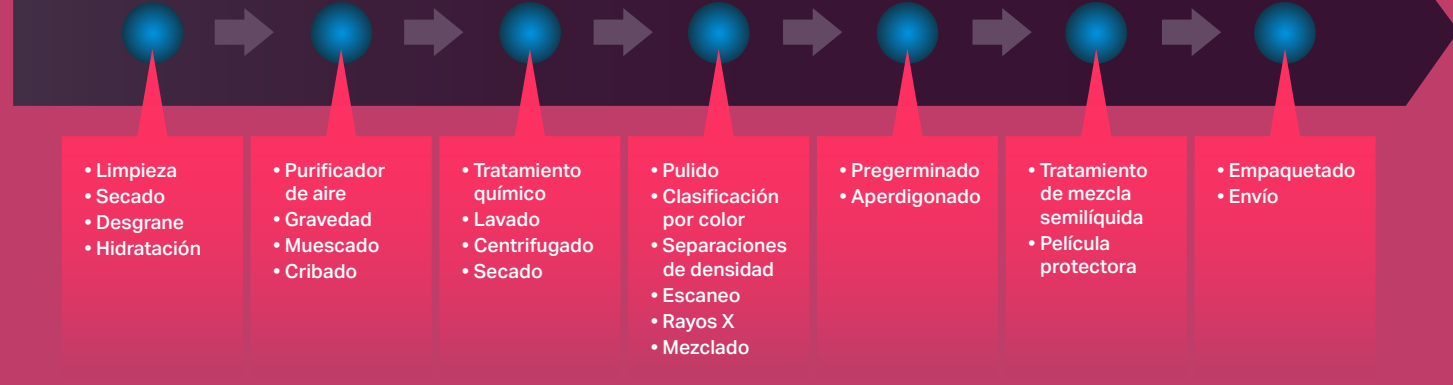 • Limpieza
• Secado
• Desgrane
• Hidratación
• Purificador
de aire
• Gravedad
• Muescado
• Cribado
• Tratamiento
químico
• Lavado
• Centrifugado
• Secado
• Pulido
• Clasificación
por color
• Separaciones
de densidad
• Escaneo
• Rayos X
• Mezclado
• Pregerminado
• Aperdigonado
• Tratamiento
de mezcla
semilíquida
• Película
protectora
• Empaquetado
• Envío